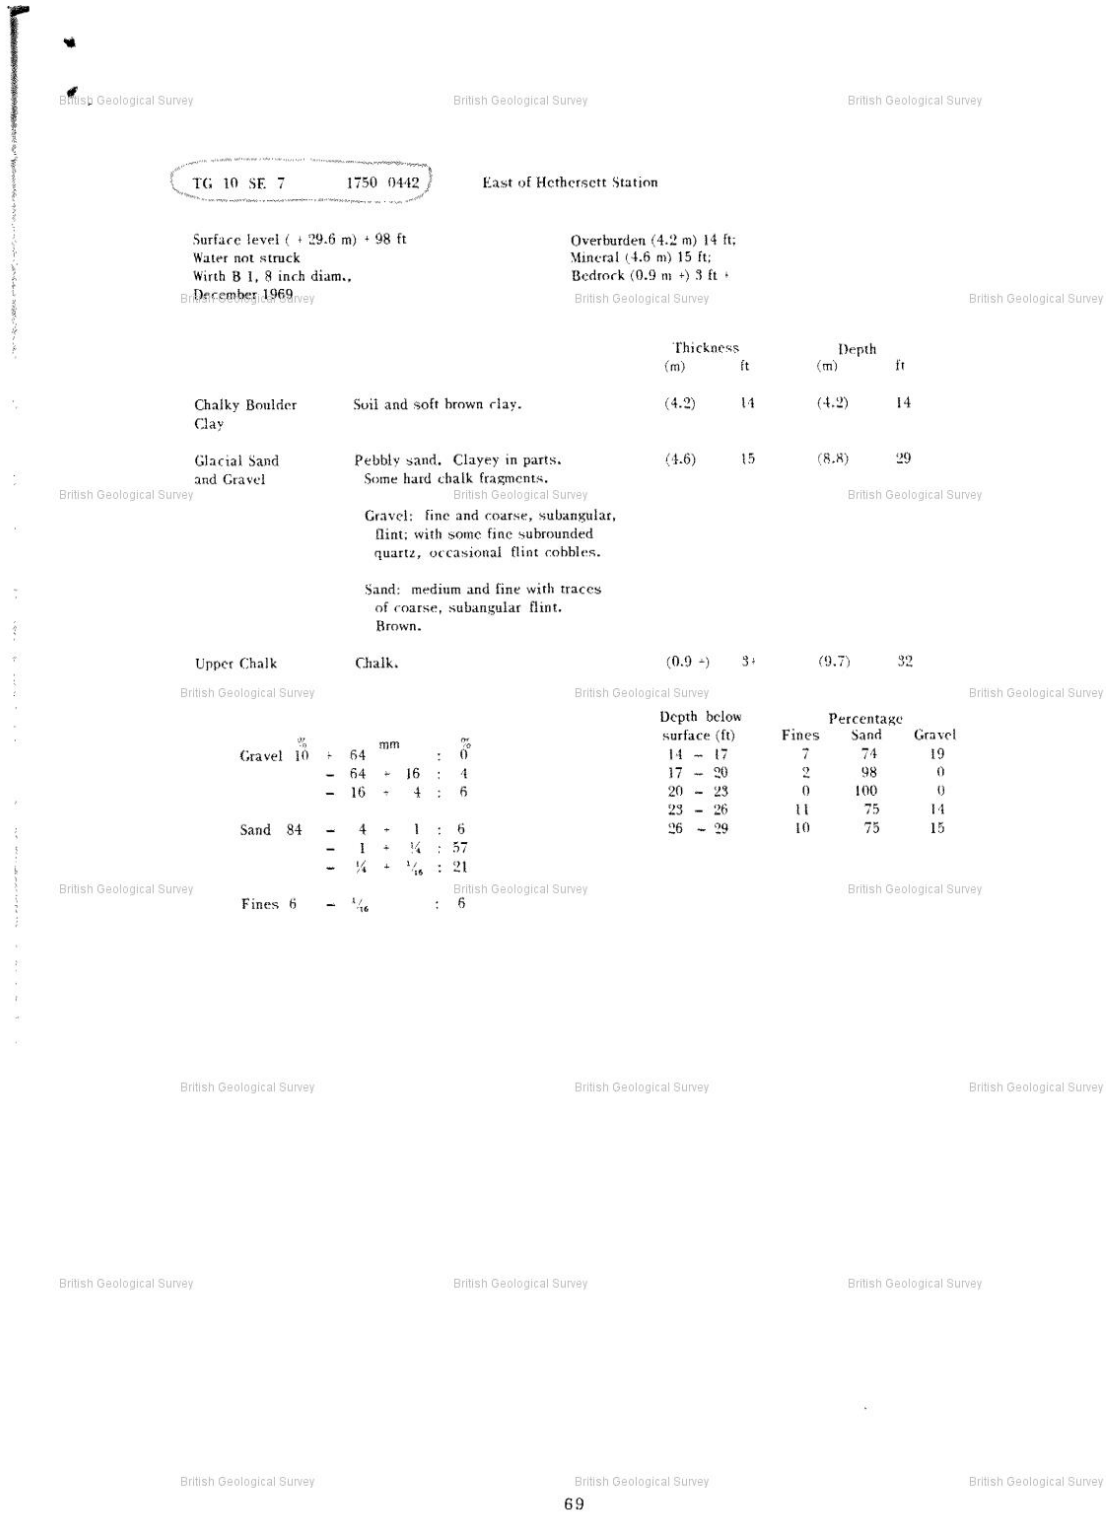 British Geological Survey British Geological Survey British Geological Survey
TG 10 SE 7 1750 0442 East of Hethersett Station
Surface level ( + 29.6 m) + 98 ft Overburden (4.2 m) 14 ft;
Water not struck Mineral (4.6 m) 15 ft;
Wirth B 1, 8 inch diam., Bedrock (0.9 m +) 3 ft +
December 1969
British Geological Survey British Geological Survey British Geological Survey
Thickness Depth
(m) ft (m) ft
Chalky Boulder Soil and soft brown clay. (4.2) 14 (4.2) 14
Clay
Glacial Sand Pebbly sand. Clayey in parts. (4.6) 15 (8.8) 29
and Gravel Some hard chalk fragments.
British Geological Survey British Geological Survey British Geological Survey
Gravel: fine and coarse, subangular,
flint; with some fine subrounded
quartz, occasional flint cobbles.
Sand: medium and fine with traces
of coarse, subangular flint.
Brown.
Upper Chalk Chalk. (0.9 +) 3+ (9.7) 32
British Geological Survey British Geological Survey British Geological Survey
Depth below Percentage
surface (ft) Fines Sand Gravel
% mm %
Gravel 10 + 64 : 0 14 - 17 7 74 19
- 64 + 16 : 4 17 - 20 2 98 0
- 16 + 4 : 6 20 - 23 0 100 0
23 - 26 11 75 14
Sand 84 - 4 + 1 : 6 26 - 29 10 75 15
- 1 + ¼ : 57
- ¼ + 1/16 : 21
British Geological Survey British Geological Survey British Geological Survey
Fines 6 - 1/16 : 6
British Geological Survey British Geological Survey British Geological Survey
British Geological Survey British Geological Survey British Geological Survey
British Geological Survey British Geological Survey British Geological Survey
69